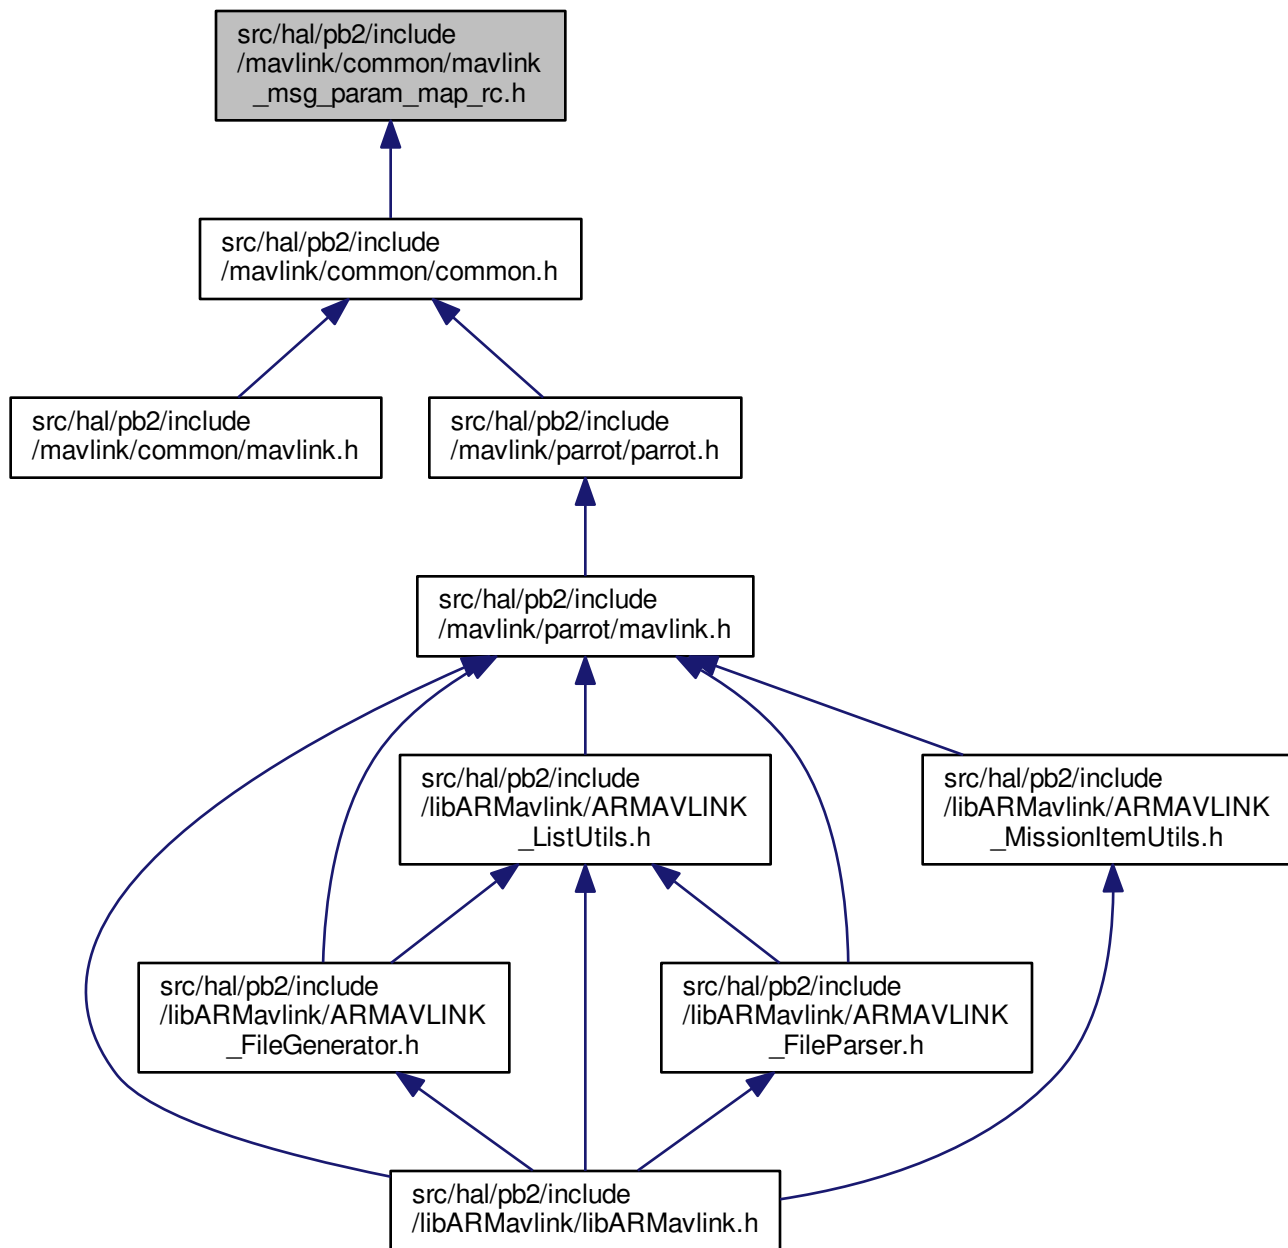 src/hal/pb2/include
/mavlink/common/mavlink
_msg_param_map_rc.h
src/hal/pb2/include
/mavlink/common/common.h
src/hal/pb2/include
/mavlink/common/mavlink.h
src/hal/pb2/include
/mavlink/parrot/parrot.h
src/hal/pb2/include
/mavlink/parrot/mavlink.h
src/hal/pb2/include
/libARMavlink/ARMAVLINK
_ListUtils.h
src/hal/pb2/include
/libARMavlink/ARMAVLINK
_MissionItemUtils.h
src/hal/pb2/include
/libARMavlink/ARMAVLINK
_FileGenerator.h
src/hal/pb2/include
/libARMavlink/ARMAVLINK
_FileParser.h
src/hal/pb2/include
/libARMavlink/libARMavlink.h